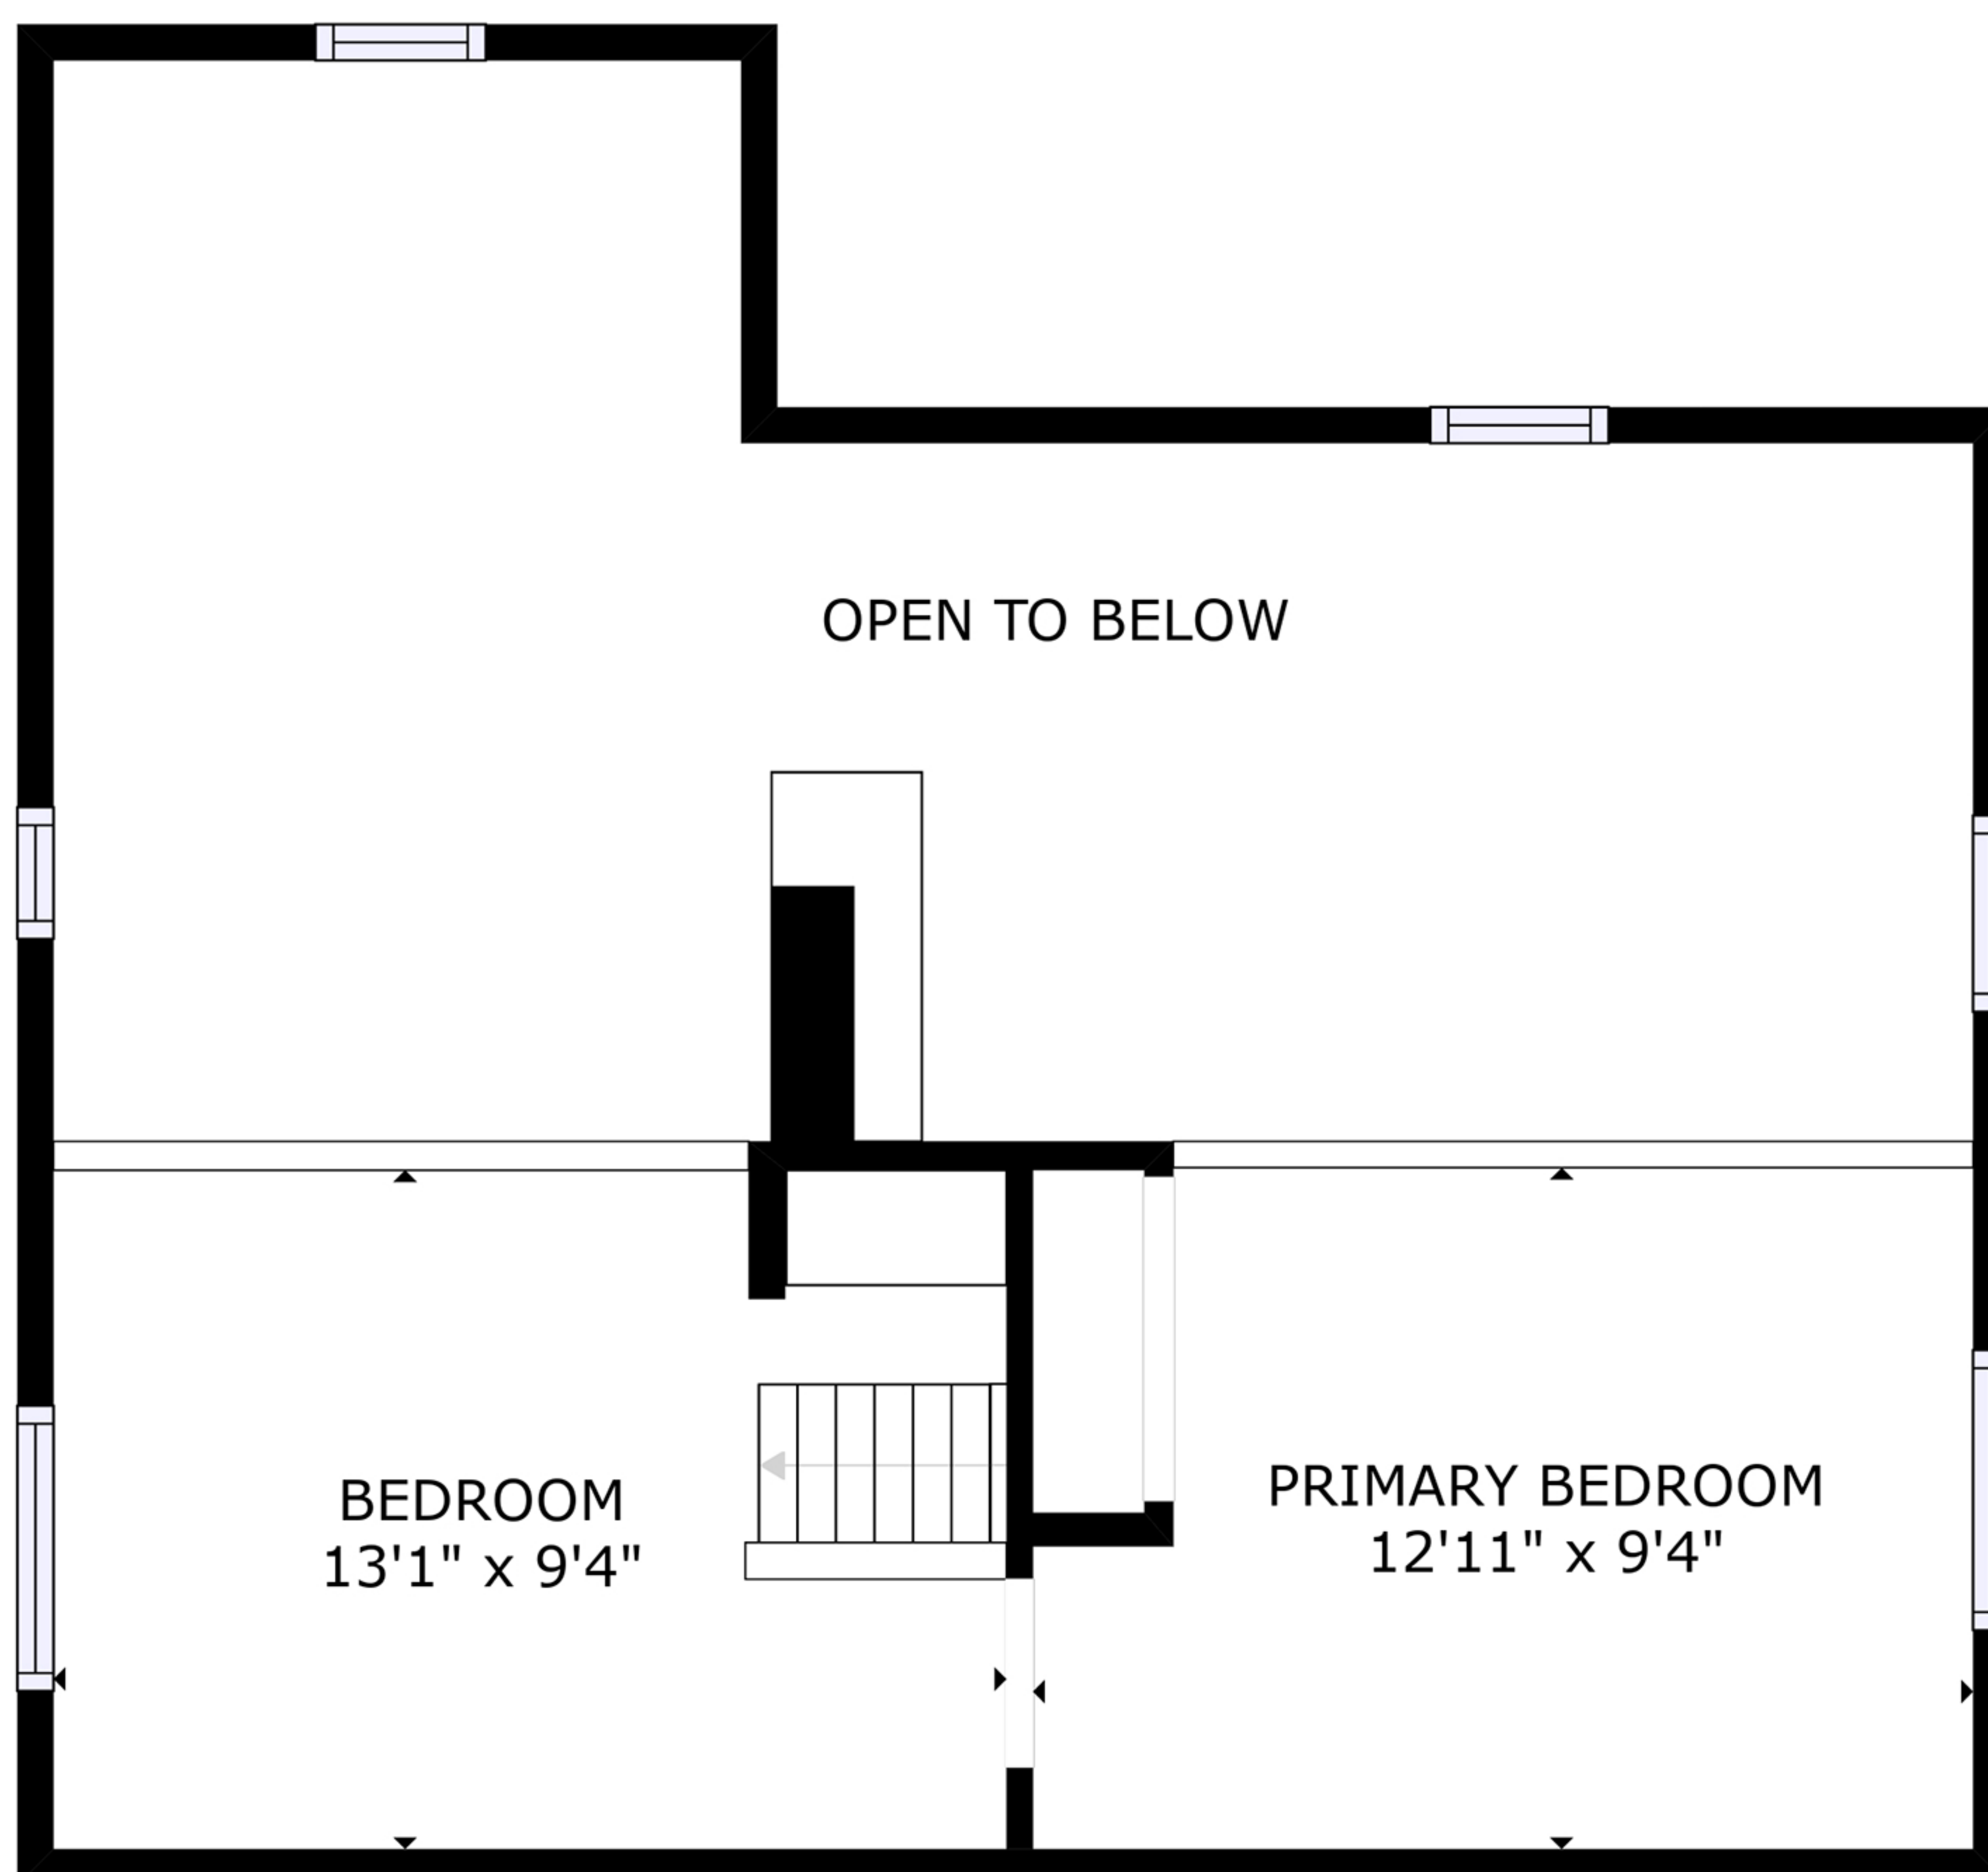 OPEN TO BELOW
BEDROOM
13'1" x 9'4"
PRIMARY BEDROOM
12'11" x 9'4"